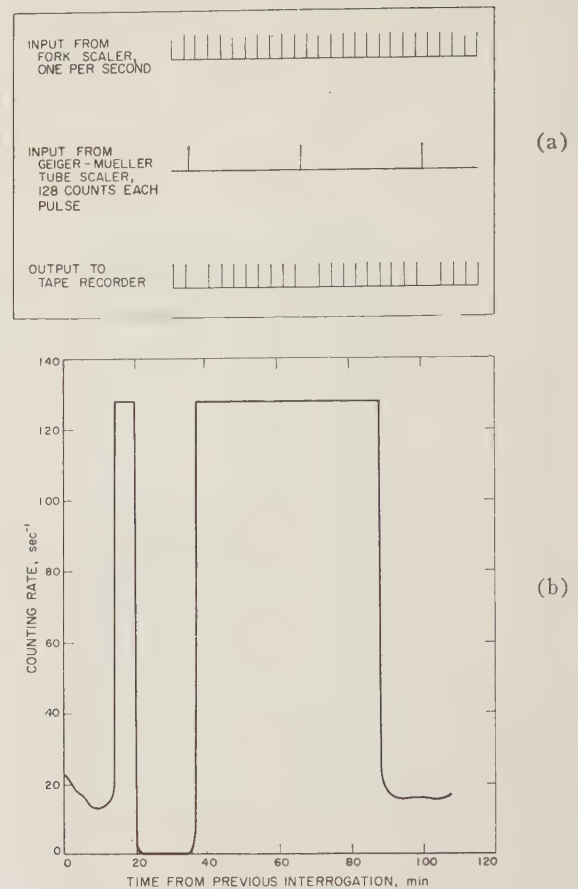 INPUT FROM
FORK SCALER,
ONE PER SECOND
(a)
INPUT FROM
GEIGER-MUELLER
TUBE SCALER,
128 COUNTS EACH
PULSE
OUTPUT TO
TAPE RECORDER
140
120
100
80
60
40
20
0
COUNTING RATE, sec⁻¹
(b)
0 20 40 60 80 100 120
TIME FROM PREVIOUS INTERROGATION, min